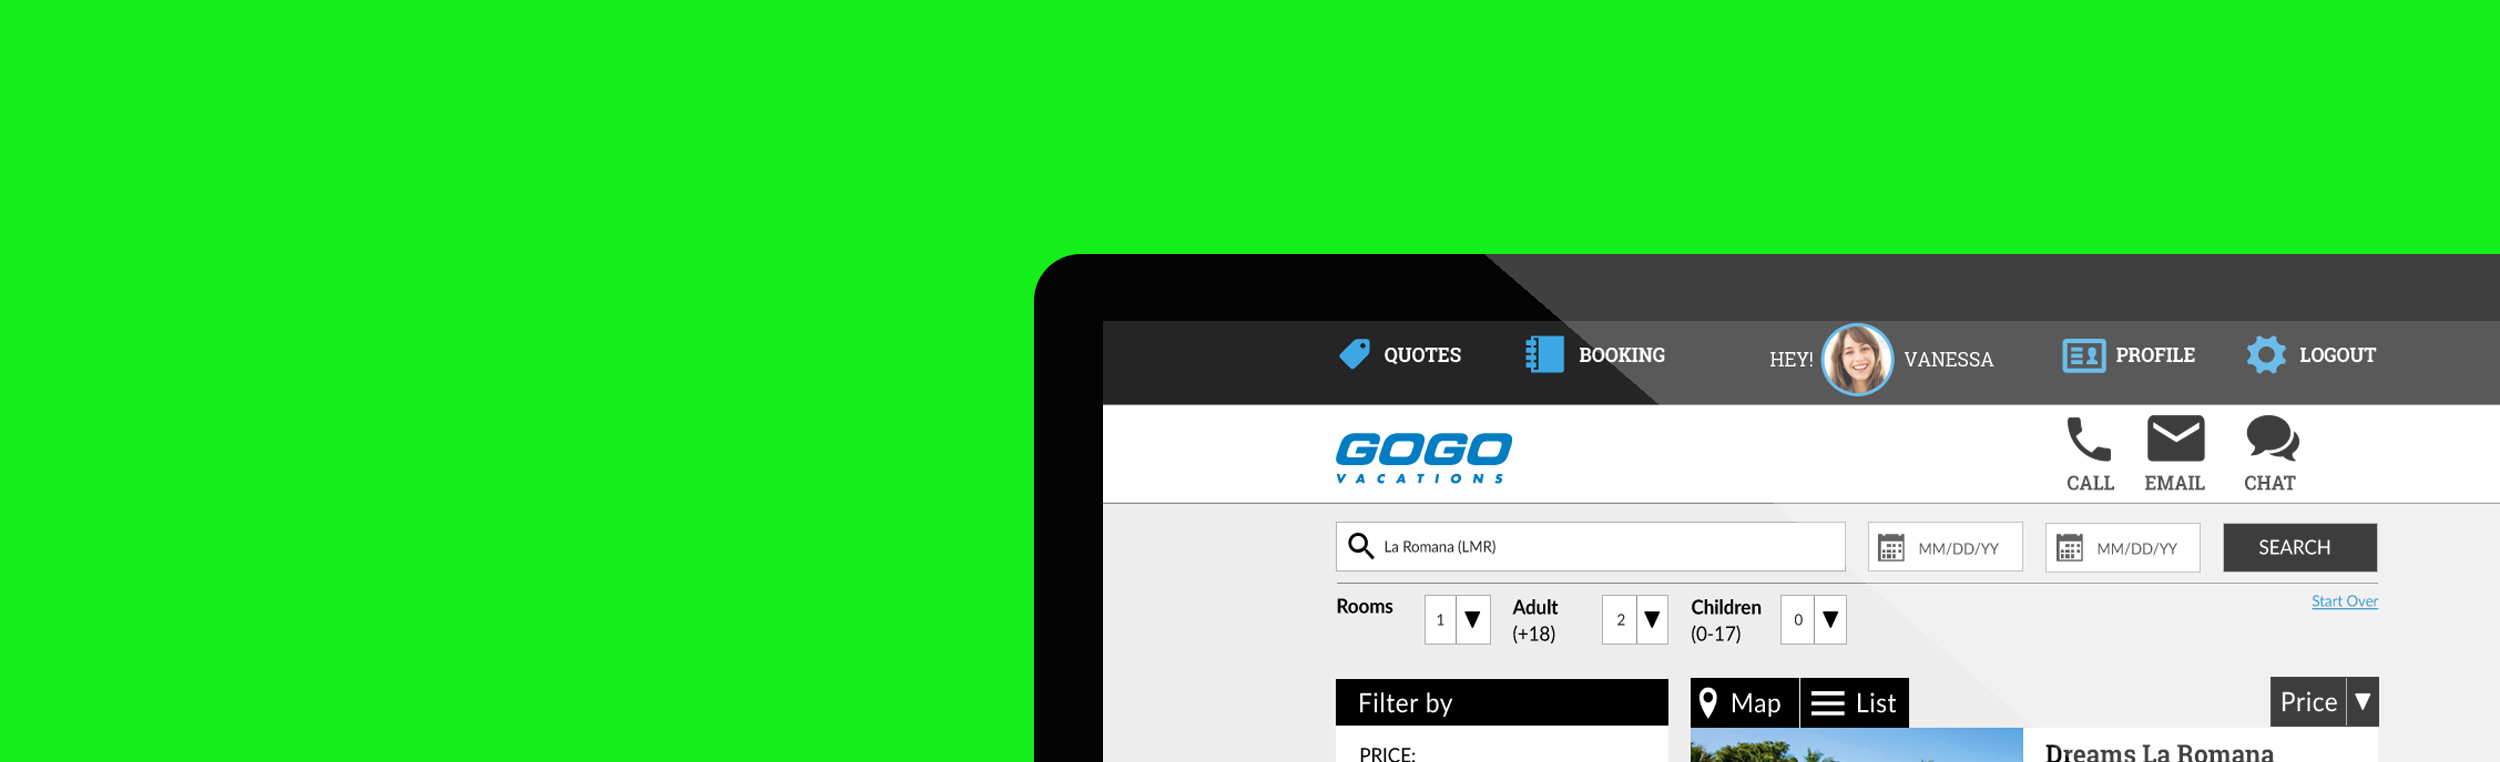 QUOTES BOOKING HEY! VANESSA PROFILE LOGOUT
GOGO
VACATIONS
CALL EMAIL CHAT
La Romana (LMR) MM/DD/YY MM/DD/YY SEARCH
Rooms 1 Adult 2 Children 0 Start Over
(+18) (0-17)
Filter by Map List Price
PRICE: Dreams La Romana